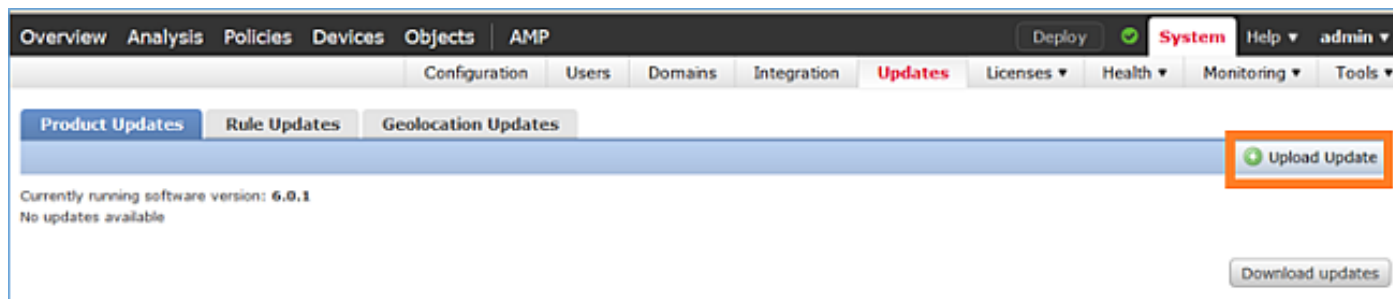 Overview Analysis Policies Devices Objects AMP Deploy System Help ▾ admin ▾
Configuration Users Domains Integration Updates Licenses ▾ Health ▾ Monitoring ▾ Tools ▾
Product Updates Rule Updates Geolocation Updates
Upload Update
Currently running software version: 6.0.1
No updates available
Download updates